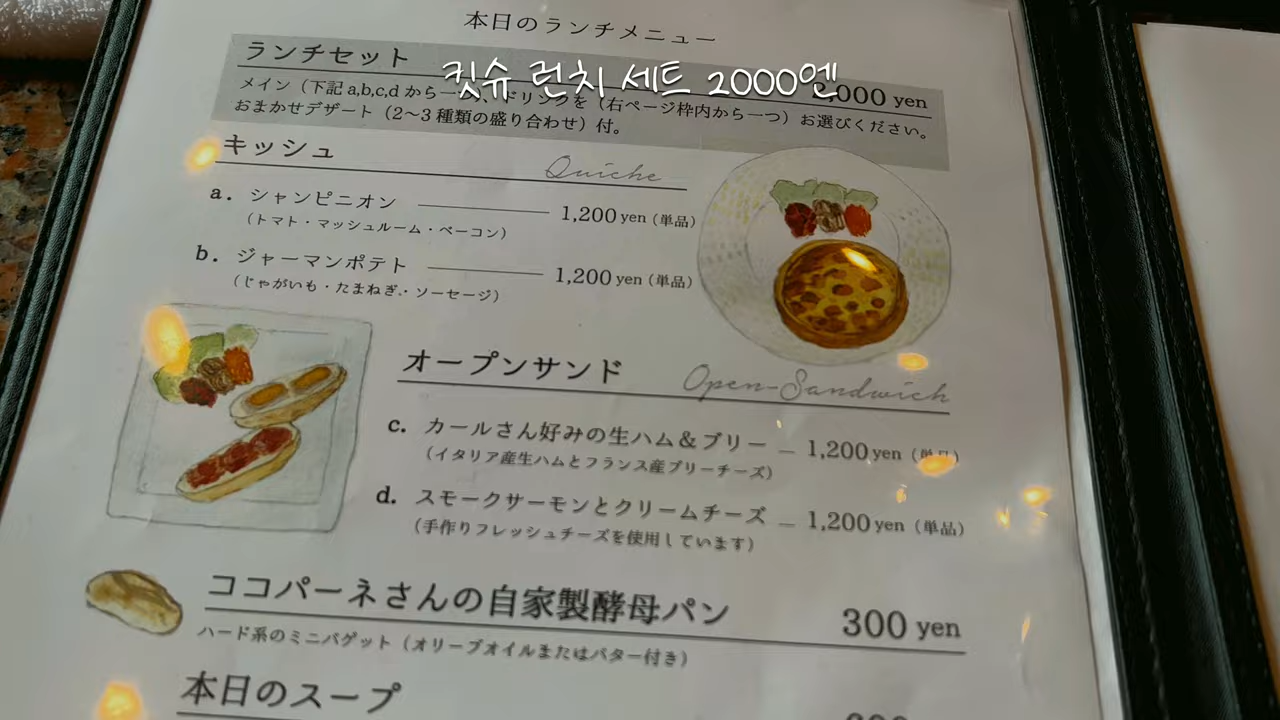 本日のランチメニュー
ランチセット
킷슈 런치 세트 2000엔
2,000 yen
メイン（下記 a,b,c,d から一つ）、ドリンクを（右ページ枠内から一つ）お選びください。
おまかせデザート（2〜3 種類の盛り合わせ）付。
キッシュ
Quiche
a. シャンピニオン 1,200 yen（単品）
（トマト・マッシュルーム・ベーコン）
b. ジャーマンポテト 1,200 yen（単品）
（じゃがいも・たまねぎ・ソーセージ）
オープンサンド
Open-Sandwich
c. カールさん好みの生ハム＆ブリー 1,200 yen（単品）
（イタリア産生ハムとフランス産ブリーチーズ）
d. スモークサーモンとクリームチーズ 1,200 yen（単品）
（手作りフレッシュチーズを使用しています）
ココパーネさんの自家製酵母パン 300 yen
ハード系のミニバゲット（オリーブオイルまたはバター付き）
本日のスープ